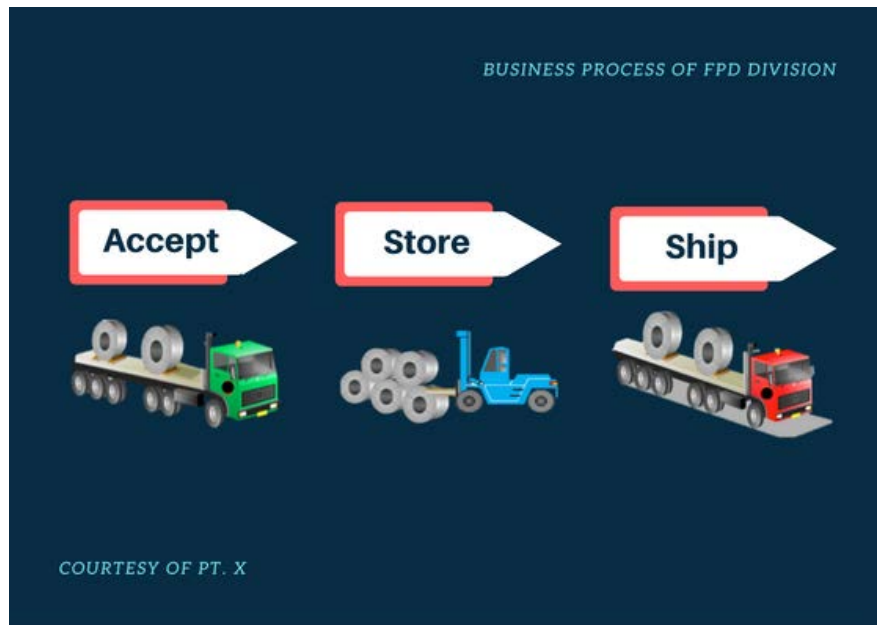 BUSINESS PROCESS OF FPD DIVISION
Accept
Store
Ship
COURTESY OF PT. X